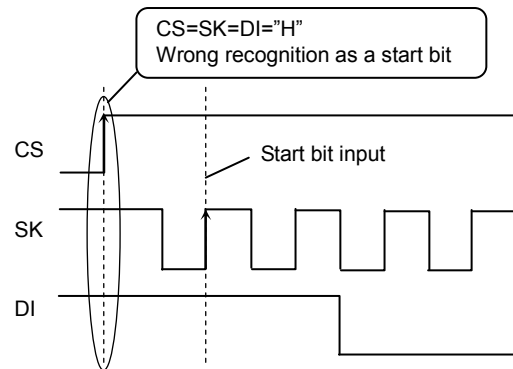 CS=SK=DI=”H”
Wrong recognition as a start bit
CS
Start bit input
SK
DI